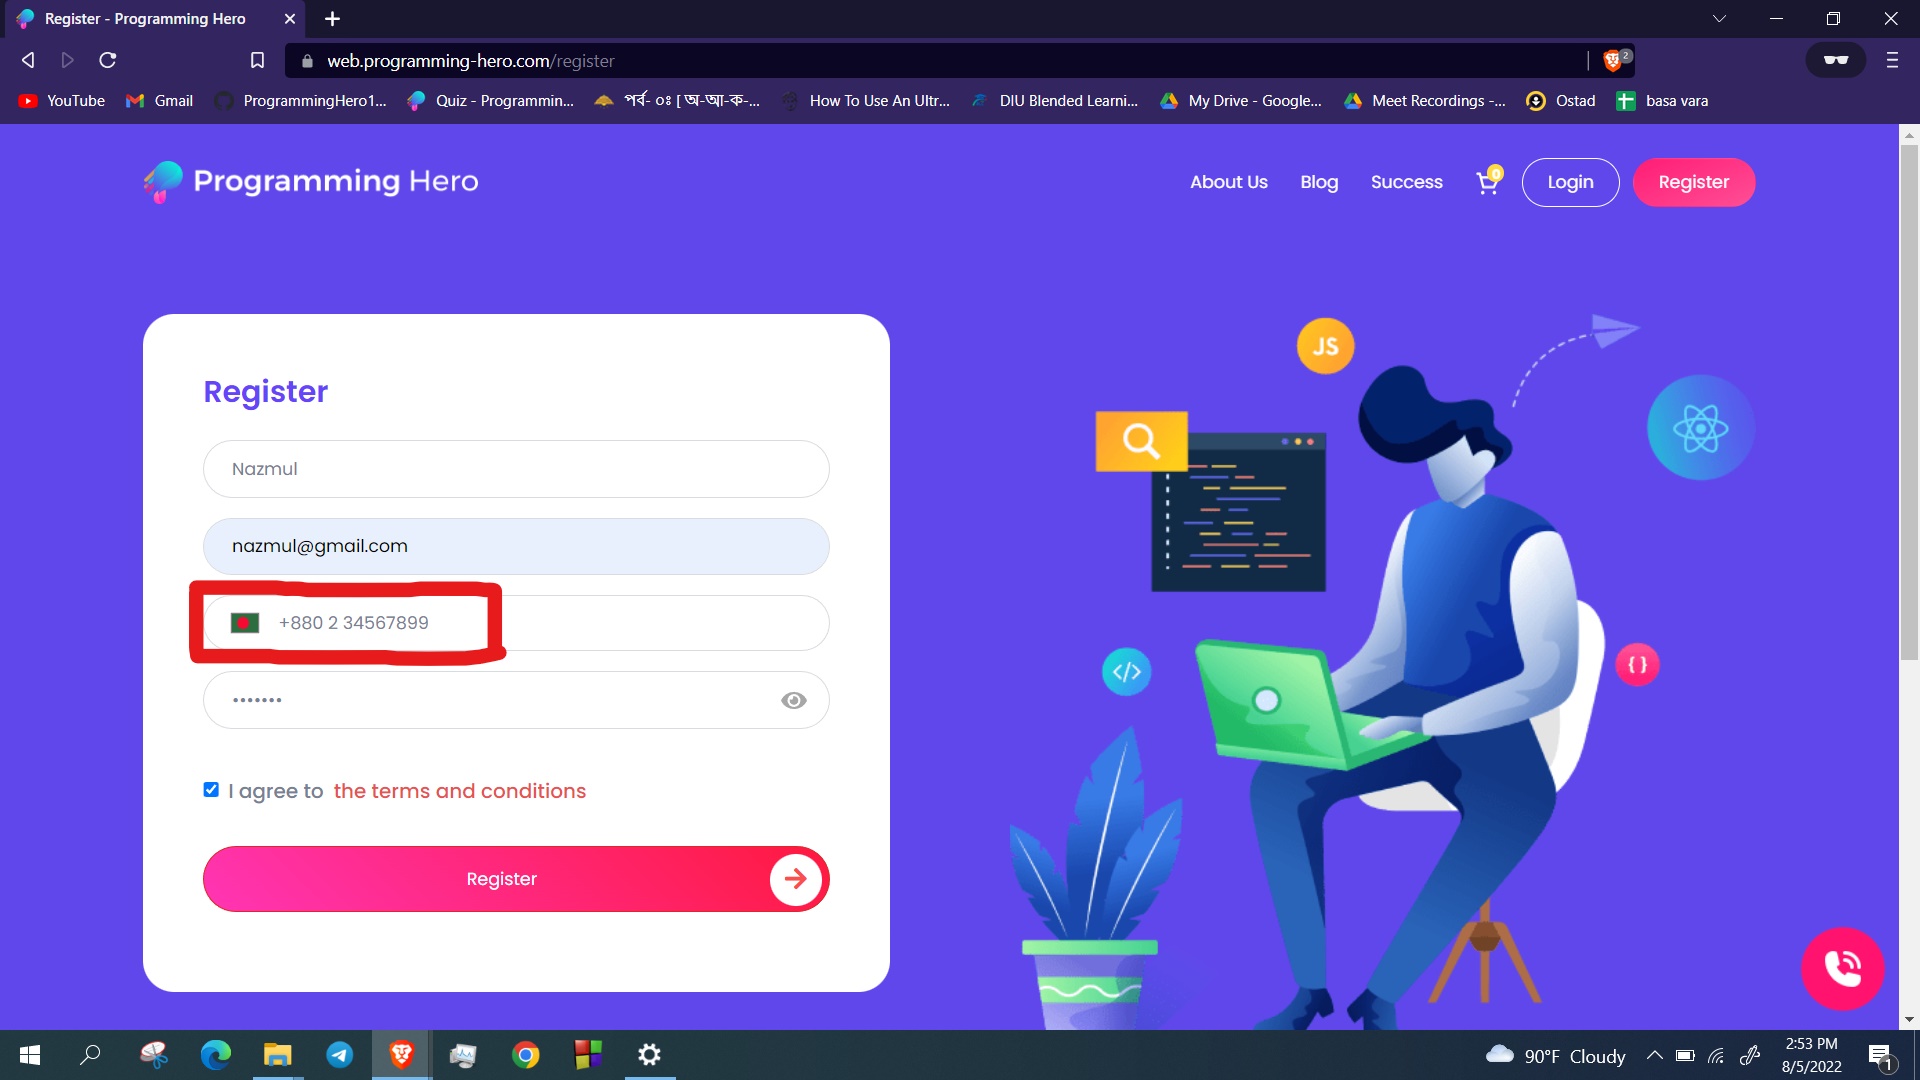 Register - Programming Hero
web.programming-hero.com/register
2
YouTube
Gmail
ProgrammingHero1...
Quiz - Programmin...
পর্ব- ০ঃ [ অ-আ-ক-...
How To Use An Ultr...
DIU Blended Learni...
My Drive - Google...
Meet Recordings -...
Ostad
basa vara
Programming Hero
About Us
Blog
Success
0
Login
Register
Register
Nazmul
nazmul@gmail.com
+880 2 34567899
•••••••
I agree to the terms and conditions
Register
JS
</>
{ }
90°F Cloudy
2:53 PM
8/5/2022
1